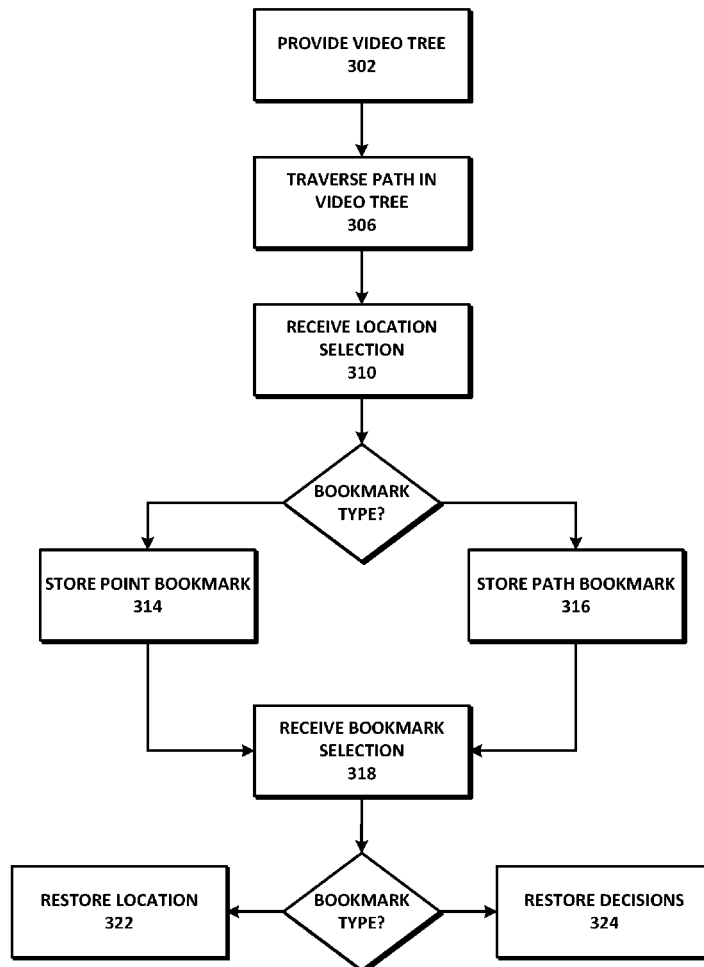 PROVIDE VIDEO TREE
302
TRAVERSE PATH IN
VIDEO TREE
306
RECEIVE LOCATION
SELECTION
310
BOOKMARK
TYPE?
STORE POINT BOOKMARK
314
STORE PATH BOOKMARK
316
RECEIVE BOOKMARK
SELECTION
318
RESTORE LOCATION
322
BOOKMARK
TYPE?
RESTORE DECISIONS
324